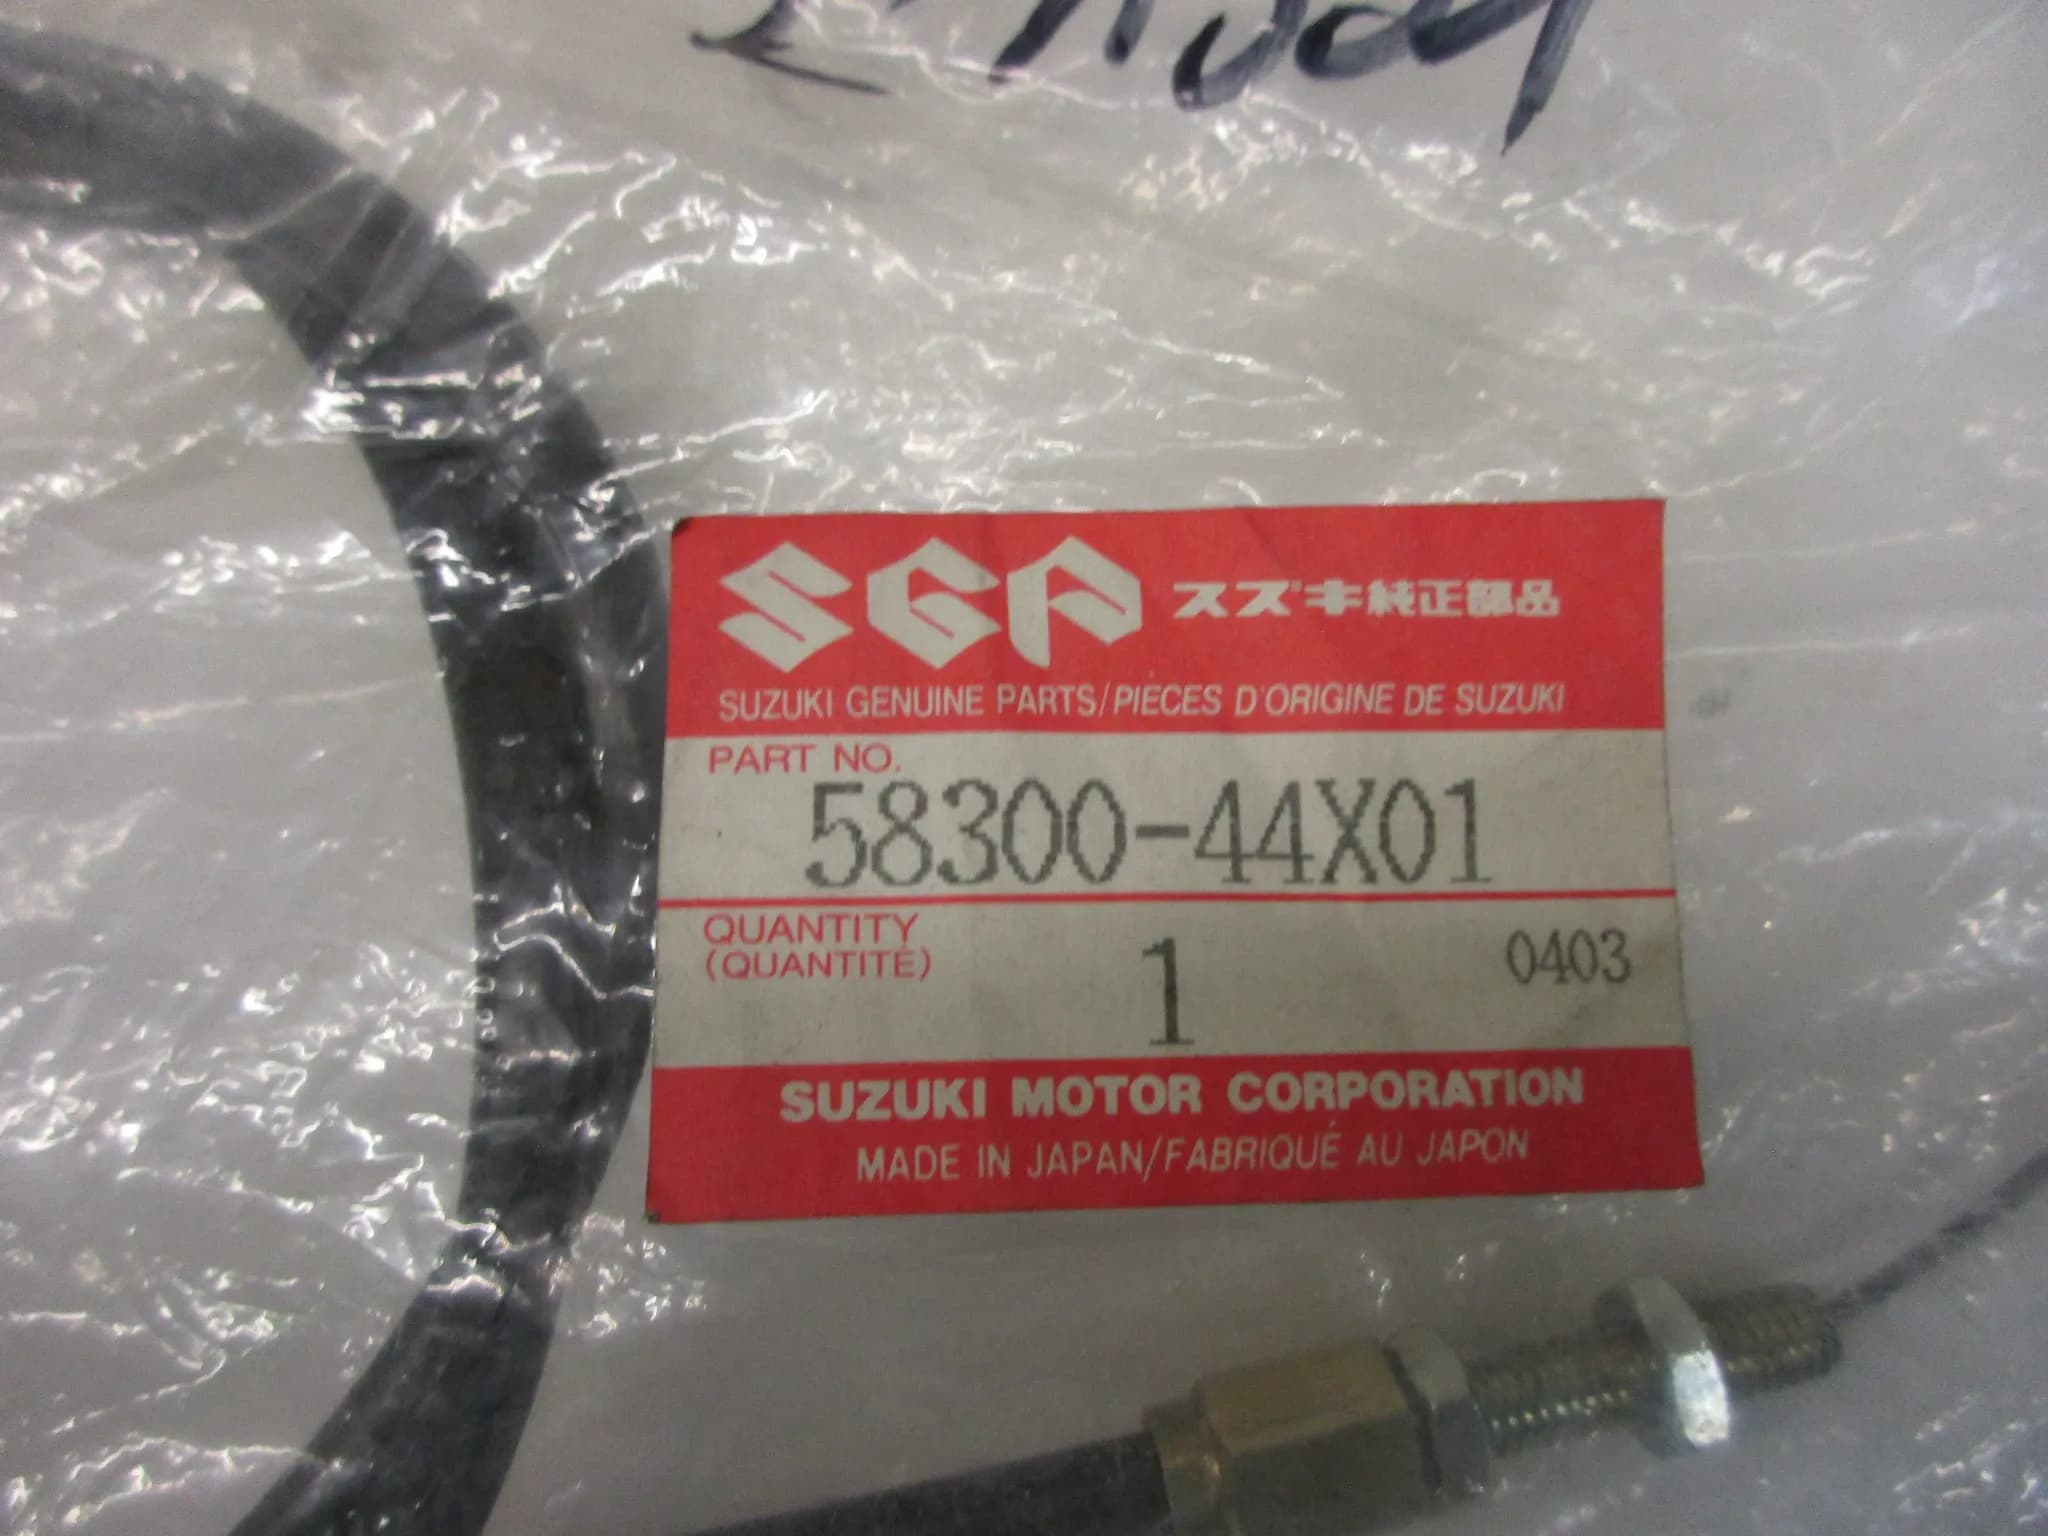 SGP スズキ純正部品
SUZUKI GENUINE PARTS/PIECES D'ORIGINE DE SUZUKI
PART NO.
58300-44X01
QUANTITY
(QUANTITÉ)
1 0403
SUZUKI MOTOR CORPORATION
MADE IN JAPAN/FABRIQUÉ AU JAPON